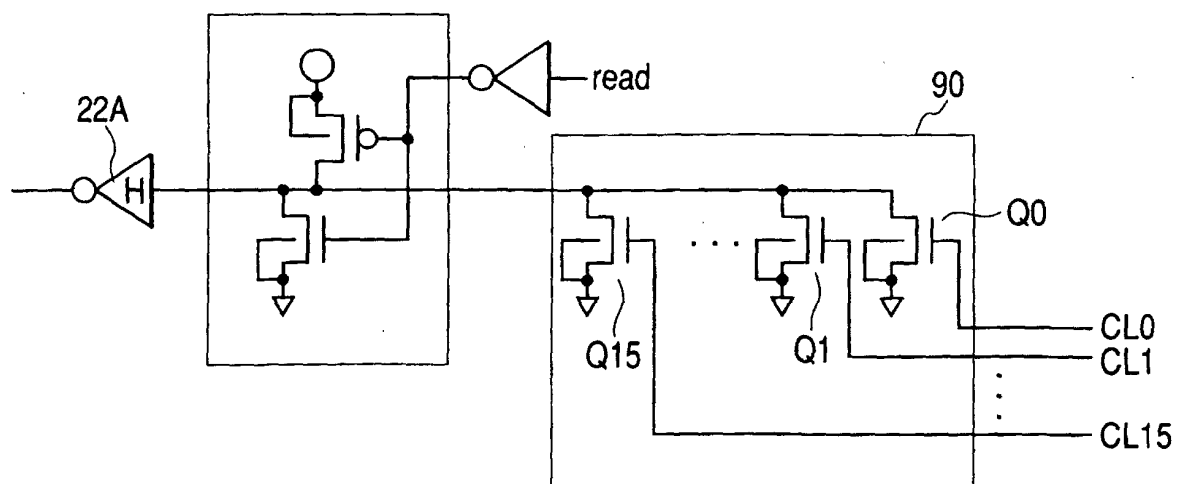 22A
read
90
H
Q0
. . .
Q15
Q1
CL0
CL1
CL15